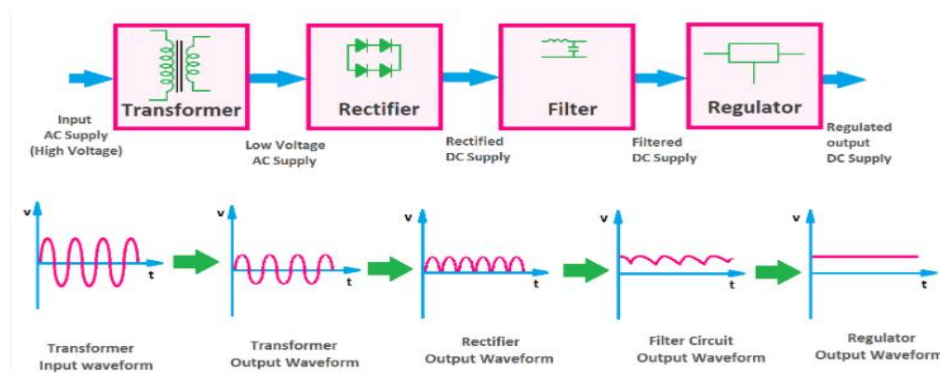 Transformer
Rectifier
Filter
Regulator
Input
AC Supply
(High Voltage)
Low Voltage
AC Supply
Rectified
DC Supply
Filtered
DC Supply
Regulated
output
DC Supply
v
t
v
t
v
t
v
t
v
t
Transformer
Input waveform
Transformer
Output Waveform
Rectifier
Output Waveform
Filter Circuit
Output Waveform
Regulator
Output Waveform